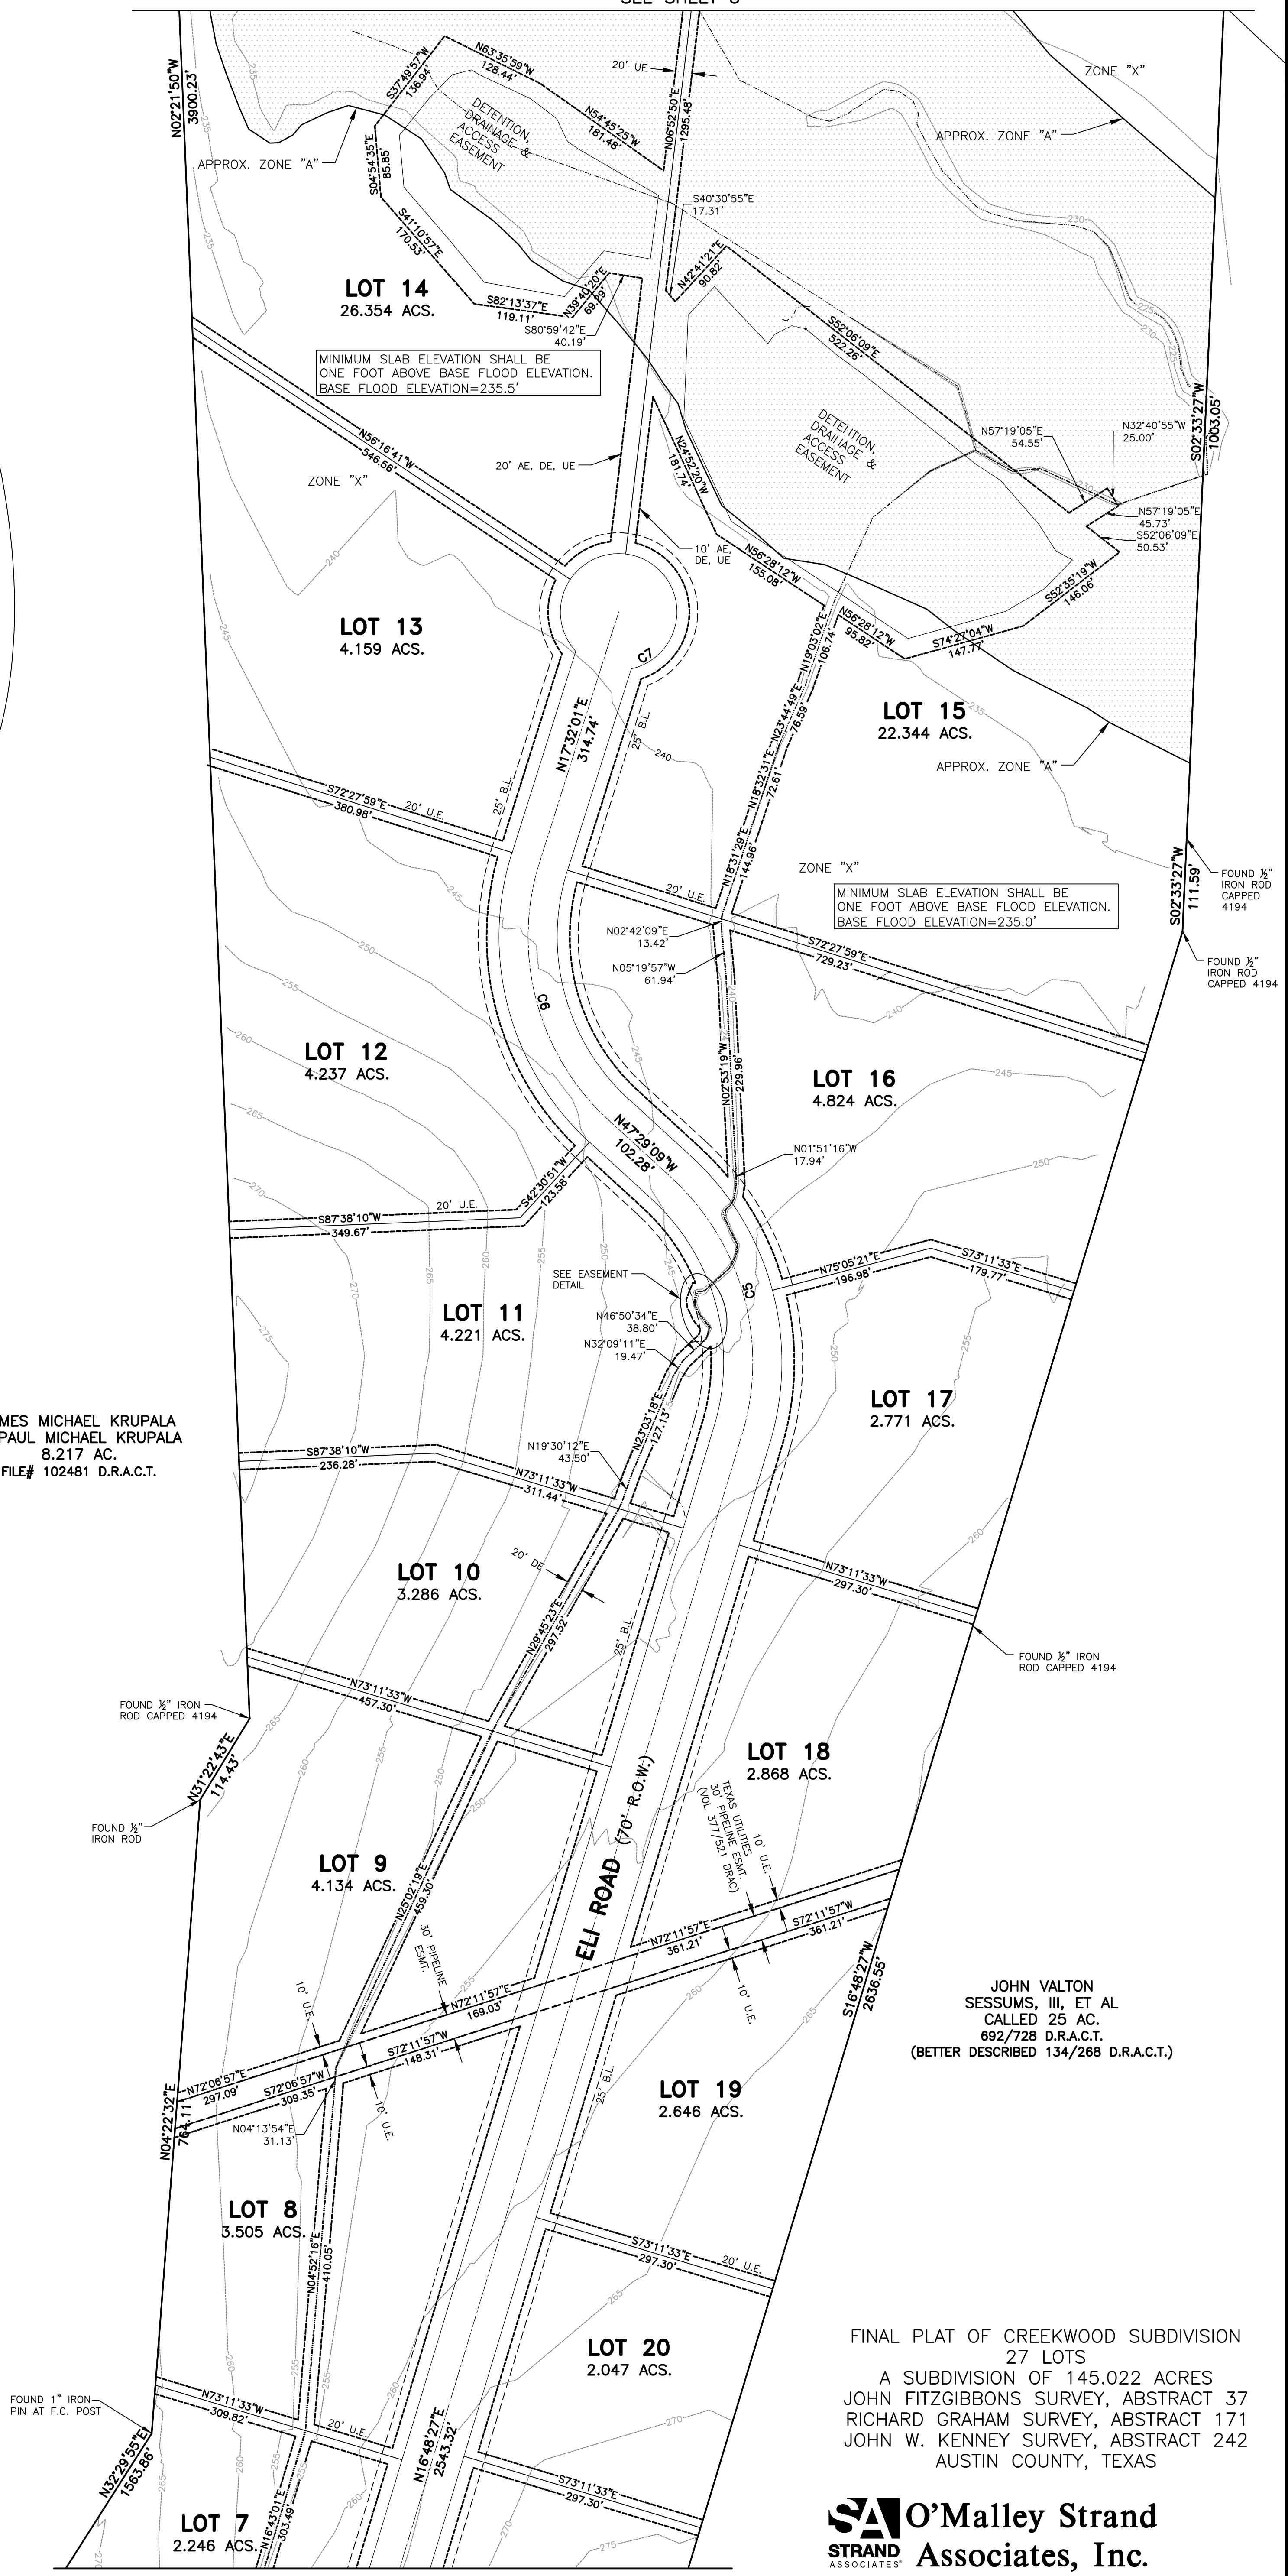 N02°21'50"W
3900.23'
S37°49'57"W
136.94'
N63°35'59"W
128.44'
N54°45'25"W
181.48'
20' UE
N06°52'50"E
1295.48'
ZONE "X"
APPROX. ZONE "A"
DETENTION,
DRAINAGE &
ACCESS
EASEMENT
APPROX. ZONE "A"
S04°54'35"E
85.85'
S41°10'57"E
170.53'
S40°30'55"E
17.31'
N42°41'21"E
90.82'
LOT 14
26.354 ACS.
S82°13'37"E
119.11'
N39°40'20"E
69.29'
S80°59'42"E
40.19'
MINIMUM SLAB ELEVATION SHALL BE
ONE FOOT ABOVE BASE FLOOD ELEVATION.
BASE FLOOD ELEVATION=235.5'
S52°06'09"E
522.26'
DETENTION,
DRAINAGE &
ACCESS
EASEMENT
S02°33'27"W
1003.05'
N57°19'05"E
54.55'
N32°40'55"W
25.00'
N57°19'05"E
45.73'
S52°06'09"E
50.53'
S52°35'19"W
146.06'
N56°16'41"W
546.56'
ZONE "X"
20' AE, DE, UE
N24°52'20"W
181.74'
10' AE,
DE, UE
N56°28'12"W
155.08'
N56°28'12"W
95.82'
S74°27'04"W
147.77'
LOT 13
4.159 ACS.
C7
N19°03'02"E
106.74'
N23°44'49"E
76.59'
N18°32'31"E
72.61'
N18°31'29"E
144.96'
LOT 15
22.344 ACS.
APPROX. ZONE "A"
N17°32'01"E
314.74'
25' B.L.
25' B.L.
S72°27'59"E
380.98'
20' U.E.
ZONE "X"
MINIMUM SLAB ELEVATION SHALL BE
ONE FOOT ABOVE BASE FLOOD ELEVATION.
BASE FLOOD ELEVATION=235.0'
S02°33'27"W
111.59'
FOUND ½"
IRON ROD
CAPPED
4194
FOUND ½"
IRON ROD
CAPPED 4194
20' U.E.
N02°42'09"E
13.42'
N05°19'57"W
61.94'
S72°27'59"E
729.23'
C6
LOT 12
4.237 ACS.
N02°53'19"W
229.96'
LOT 16
4.824 ACS.
N47°29'09"W
102.28'
N01°51'16"W
17.94'
S42°30'51"W
123.58'
20' U.E.
S87°38'10"W
349.67'
SEE EASEMENT
DETAIL
C5
N75°05'21"E
196.98'
S73°11'33"E
179.77'
LOT 11
4.221 ACS.
N46°50'34"E
38.80'
N32°09'11"E
19.47'
LOT 17
2.771 ACS.
MES MICHAEL KRUPALA
PAUL MICHAEL KRUPALA
8.217 AC.
FILE# 102481 D.R.A.C.T.
N23°03'18"E
127.13'
N19°30'12"E
43.50'
S87°38'10"W
236.28'
N73°11'33"W
311.44'
LOT 10
3.286 ACS.
20' DE
N29°45'23"E
297.52'
25' B.L.
N73°11'33"W
297.30'
FOUND ½" IRON
ROD CAPPED 4194
N73°11'33"W
457.30'
FOUND ½" IRON
ROD CAPPED 4194
N31°22'43"E
114.43'
FOUND ½"
IRON ROD
LOT 18
2.868 ACS.
TEXAS UTILITIES
30' PIPELINE ESMT.
(VOL 377/521 DRAC)
10' U.E.
LOT 9
4.134 ACS.
N25°02'19"E
459.30'
ELI ROAD (70' R.O.W.)
30' PIPELINE
ESMT.
10' U.E.
N72°11'57"E
361.21'
S72°11'57"W
361.21'
10' U.E.
S16°48'27"W
2636.55'
JOHN VALTON
SESSUMS, III, ET AL
CALLED 25 AC.
692/728 D.R.A.C.T.
(BETTER DESCRIBED 134/268 D.R.A.C.T.)
N72°11'57"E
169.03'
S72°11'57"W
148.31'
N72°06'57"E
297.09'
S72°06'57"W
309.35'
10' U.E.
N04°22'32"E
764.11'
N04°13'54"E
31.13'
25' B.L.
LOT 19
2.646 ACS.
LOT 8
3.505 ACS.
N04°52'16"E
410.05'
S73°11'33"E
297.30'
20' U.E.
LOT 20
2.047 ACS.
FOUND 1" IRON
PIN AT F.C. POST
N73°11'33"W
309.82'
20' U.E.
N32°29'55"E
1563.86'
N16°48'27"E
2543.32'
S73°11'33"E
297.30'
LOT 7
2.246 ACS.
N16°43'01"E
303.49'
FINAL PLAT OF CREEKWOOD SUBDIVISION
27 LOTS
A SUBDIVISION OF 145.022 ACRES
JOHN FITZGIBBONS SURVEY, ABSTRACT 37
RICHARD GRAHAM SURVEY, ABSTRACT 171
JOHN W. KENNEY SURVEY, ABSTRACT 242
AUSTIN COUNTY, TEXAS
SA
STRAND
ASSOCIATES®
O'Malley Strand
Associates, Inc.